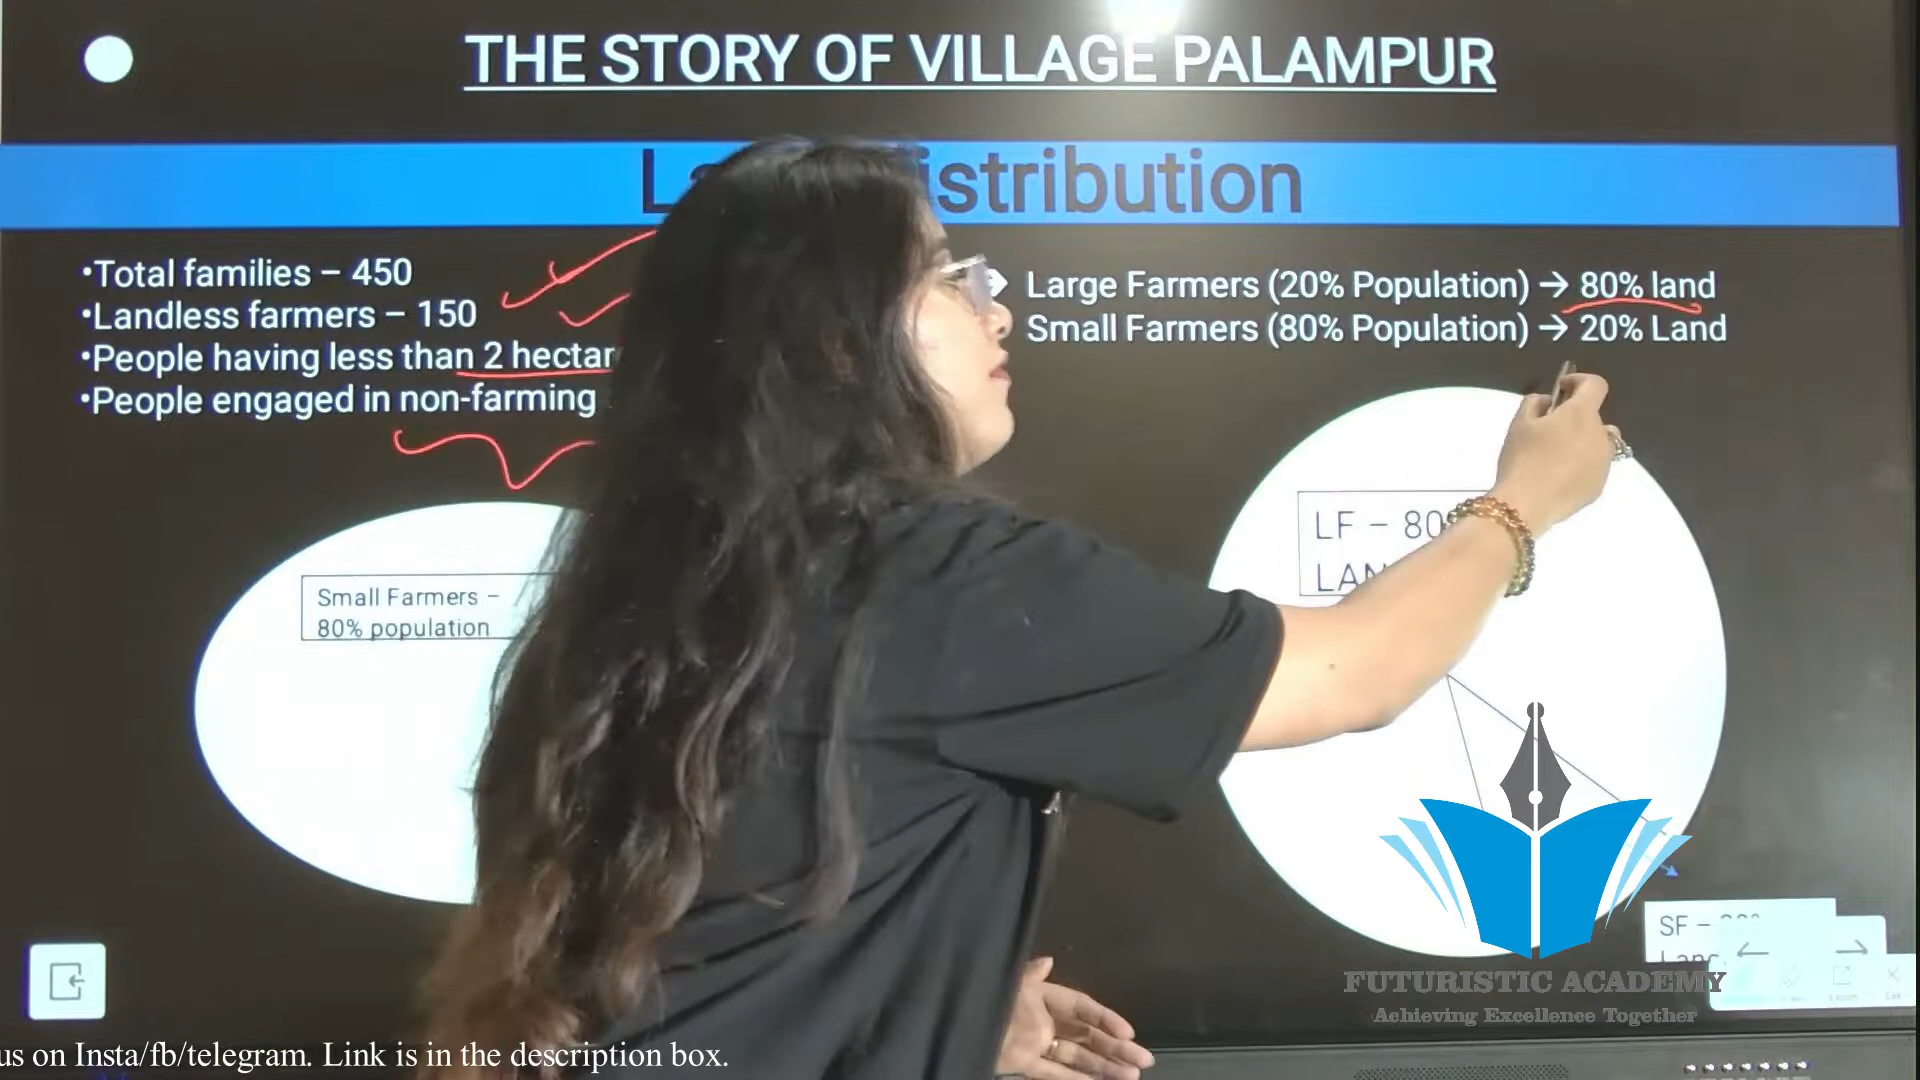 THE STORY OF VILLAGE PALAMPUR
istribution
•Total families – 450
•Landless farmers – 150
•People having less than 2 hectar
•People engaged in non-farming
Large Farmers (20% Population) → 80% land
Small Farmers (80% Population) → 20% Land
Small Farmers –
80% population
LF – 80
LAN
SF –
FUTURISTIC ACADEMY
Achieving Excellence Together
us on Insta/fb/telegram. Link is in the description box.